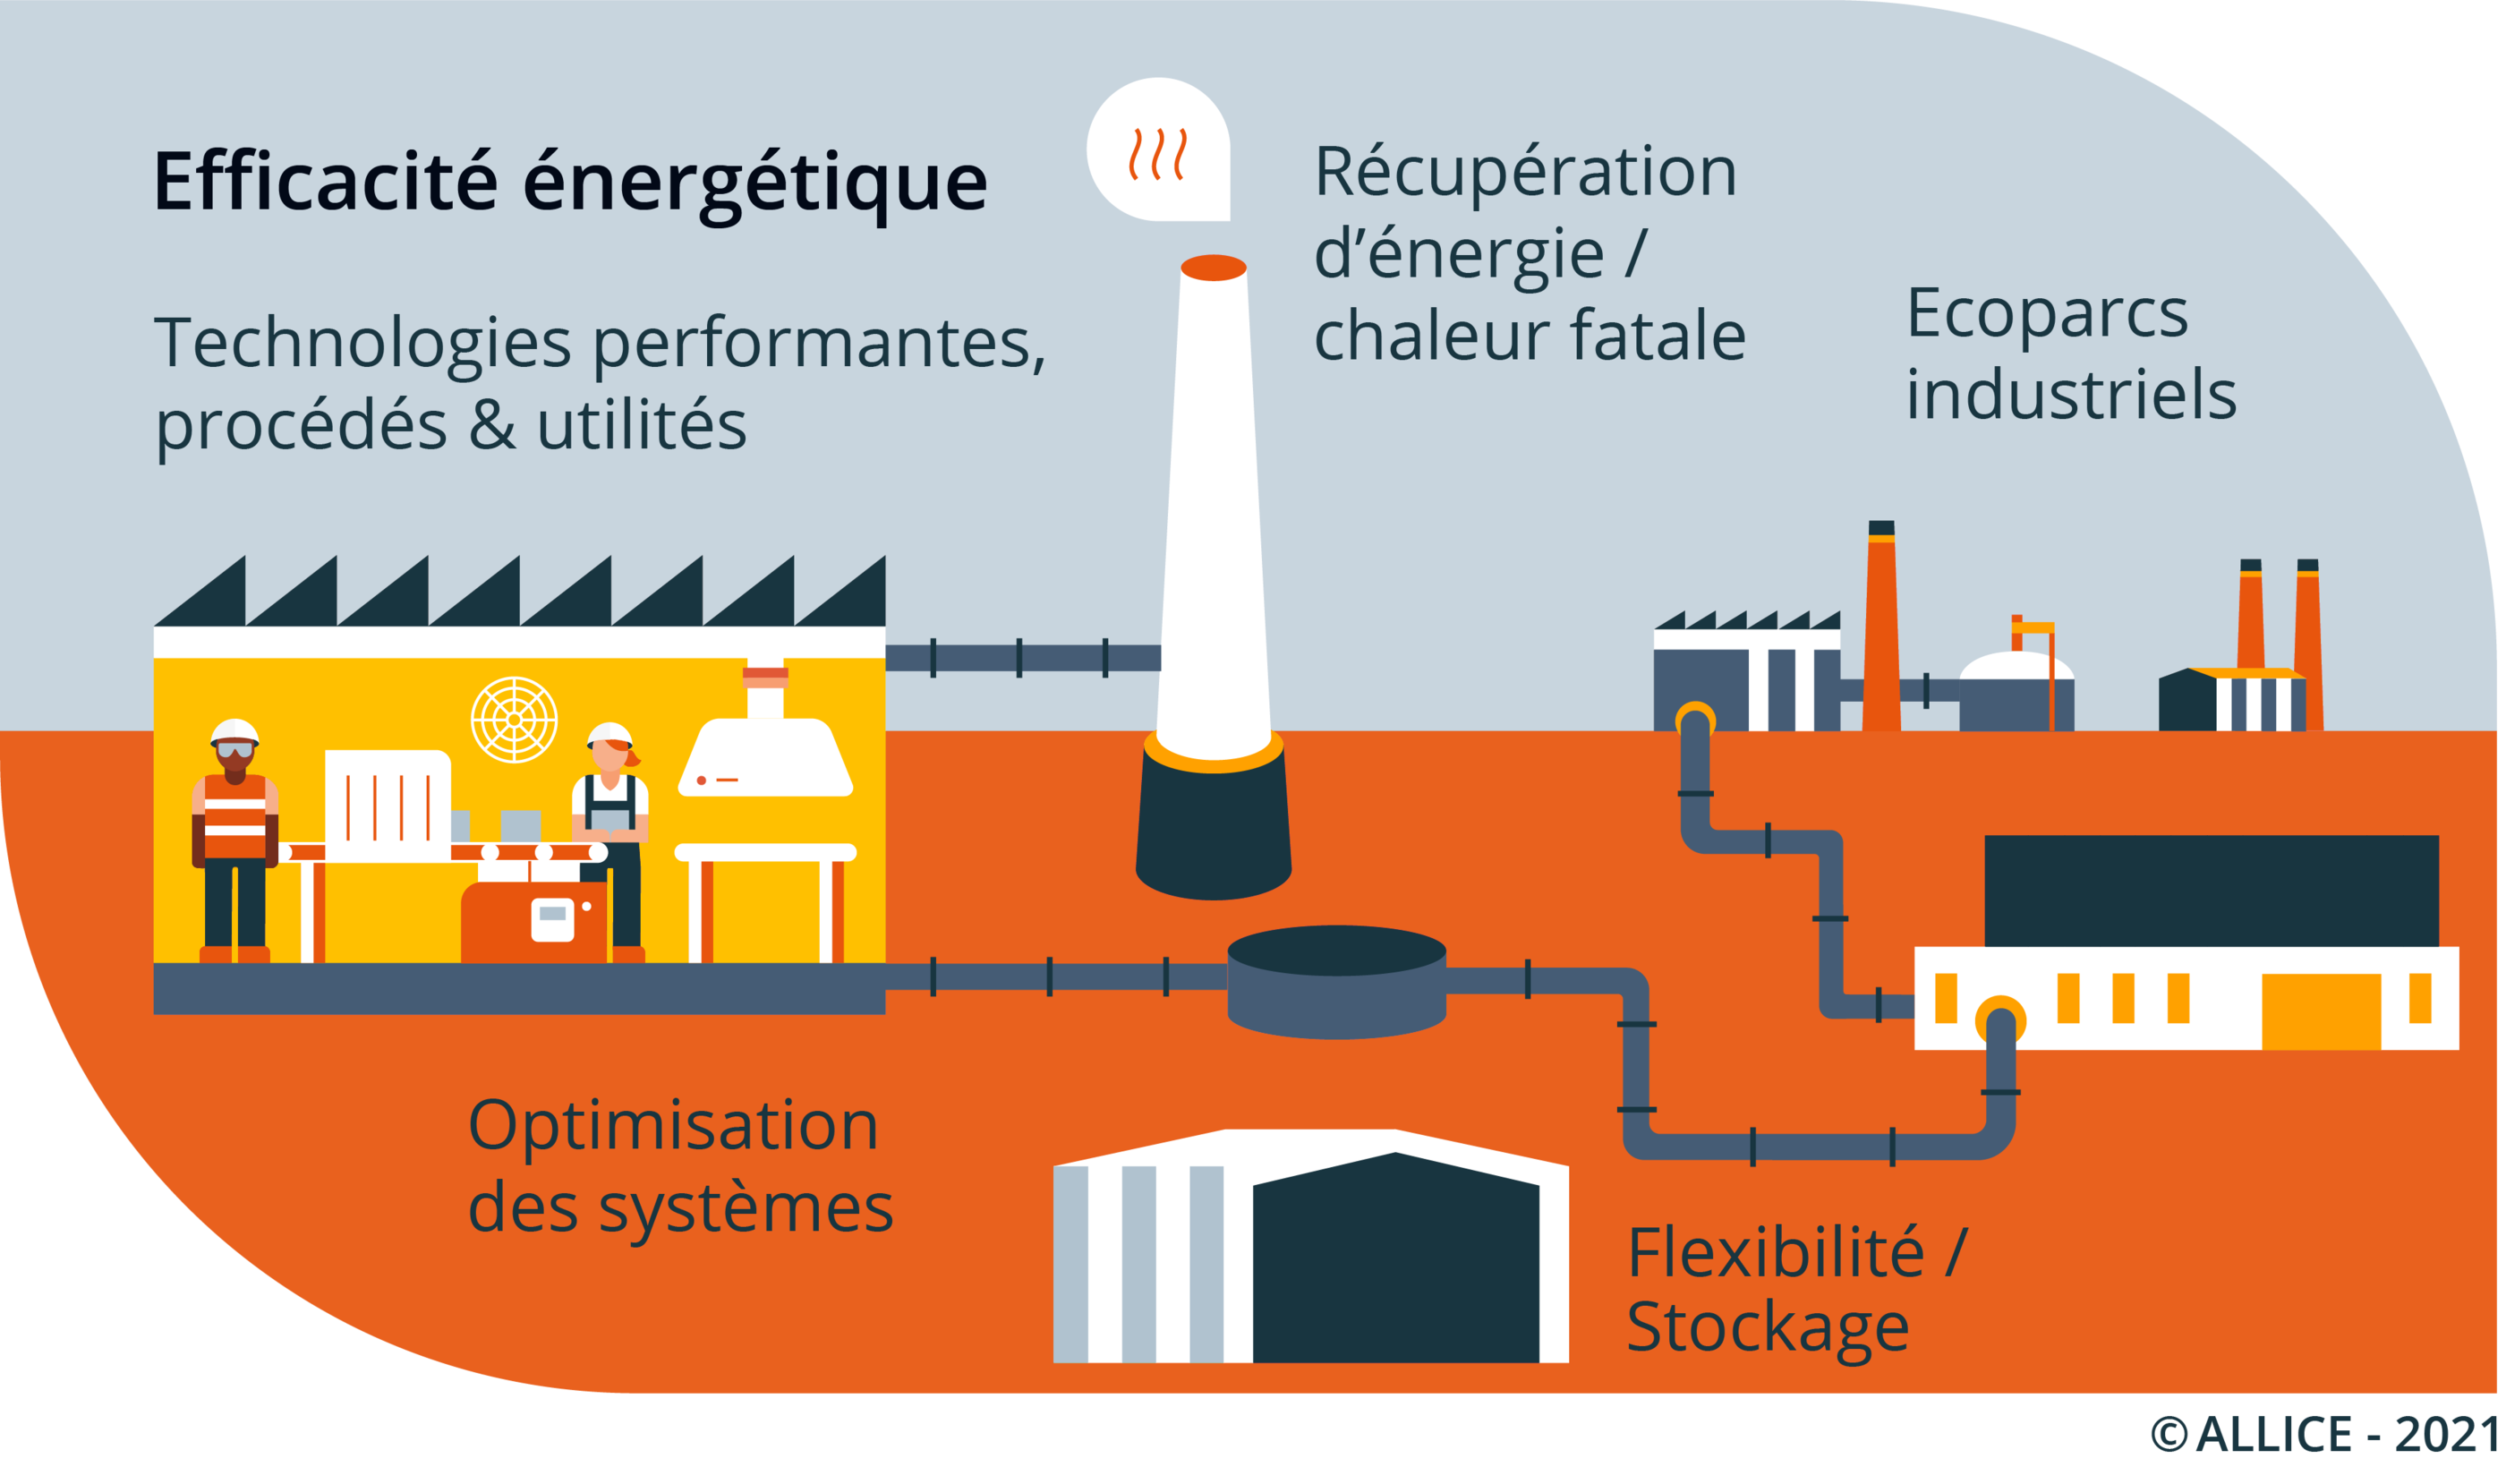 Efficacité énergétique
Technologies performantes,
procédés & utilités
Récupération
d’énergie /
chaleur fatale
Ecoparcs
industriels
Optimisation
des systèmes
Flexibilité /
Stockage
© ALLICE - 2021